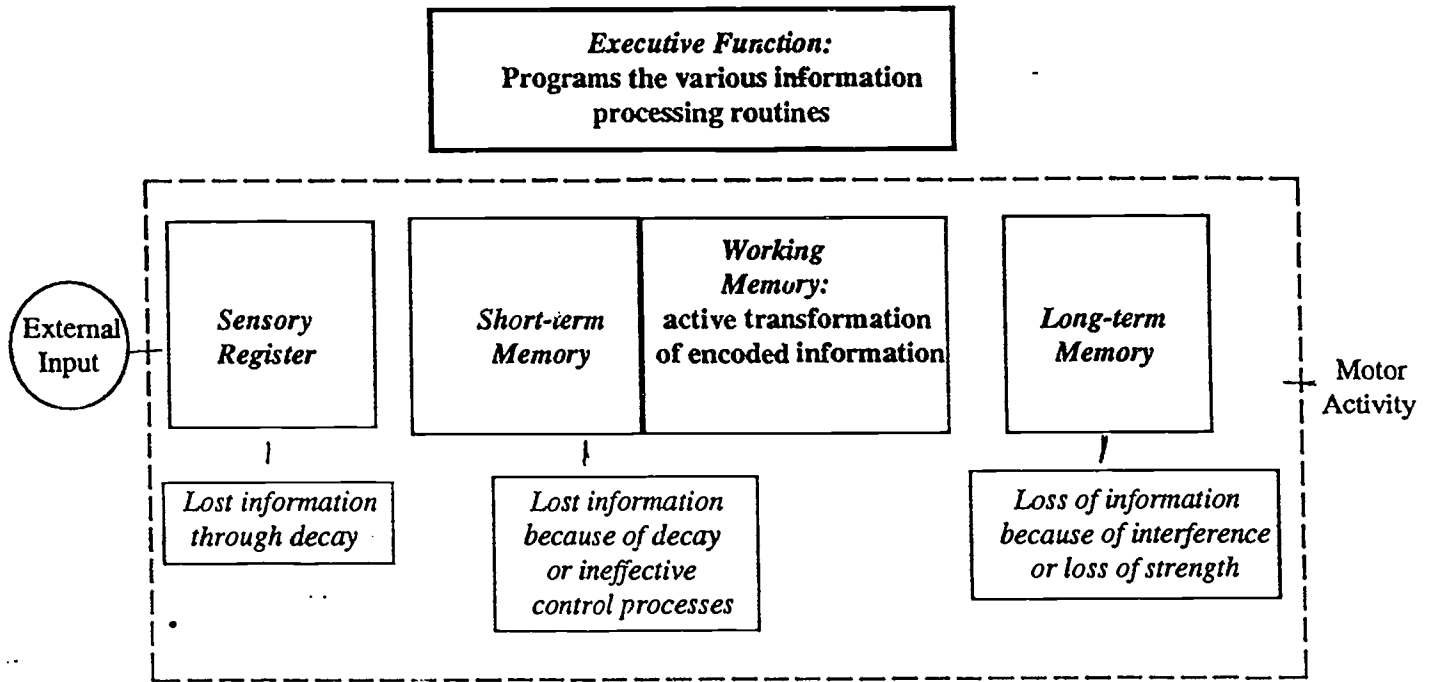 Executive Function:
Programs the various information
processing routines
External
Input
Sensory
Register
Short-term
Memory
Working
Memory:
active transformation
of encoded information
Long-term
Memory
Motor
Activity
Lost information
through decay
Lost information
because of decay
or ineffective
control processes
Loss of information
because of interference
or loss of strength